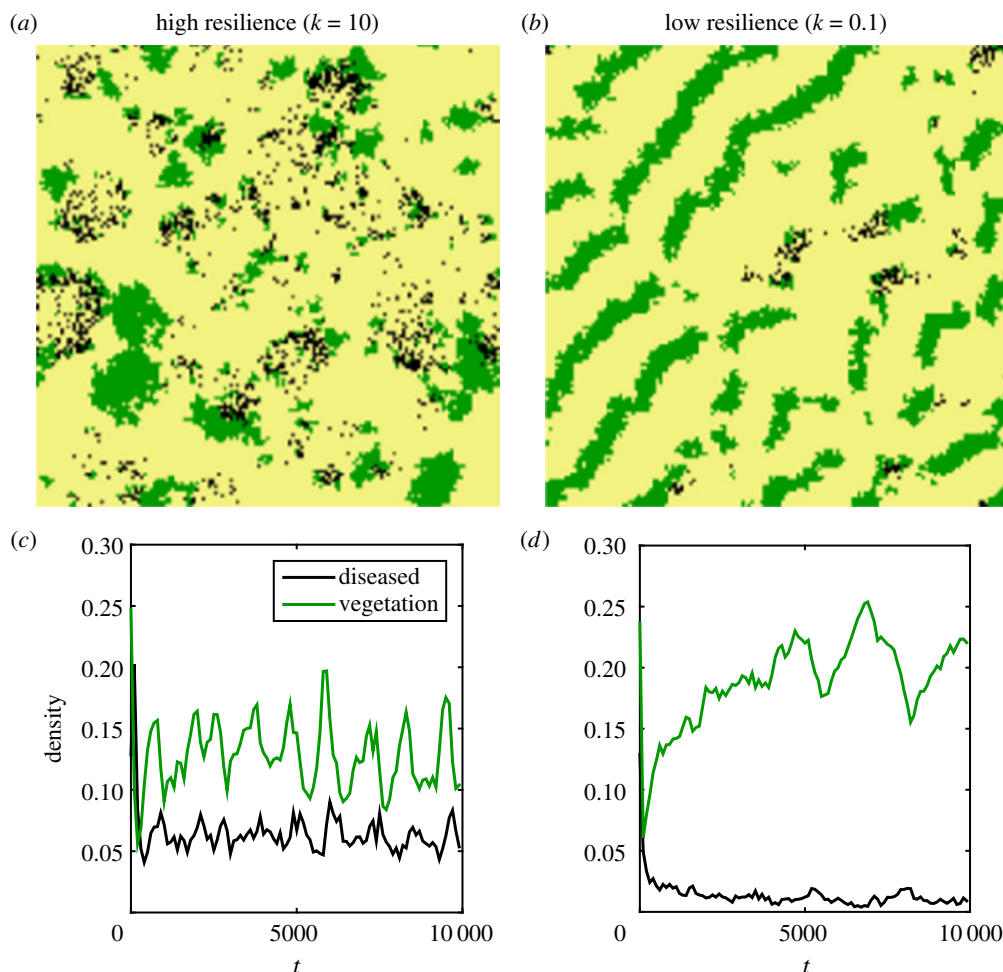 (a) high resilience (k = 10)
(b) low resilience (k = 0.1)
(c)
0.30
0.25
0.20
0.15
0.10
0.05
density
diseased
vegetation
0 5000 10 000
t
(d)
0.30
0.25
0.20
0.15
0.10
0.05
0 5000 10 000
t